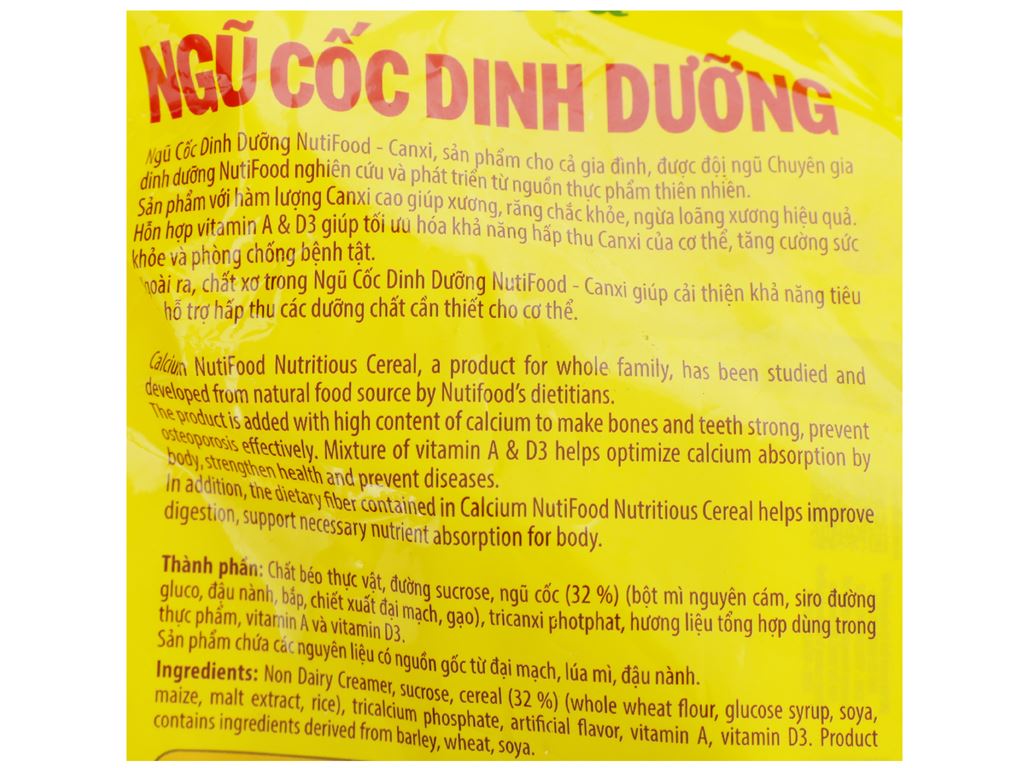 NGŨ CỐC DINH DƯỠNG
Ngũ Cốc Dinh Dưỡng NutiFood - Canxi, sản phẩm cho cả gia đình, được đội ngũ Chuyên gia
dinh dưỡng NutiFood nghiên cứu và phát triển từ nguồn thực phẩm thiên nhiên.
Sản phẩm với hàm lượng Canxi cao giúp xương, răng chắc khỏe, ngừa loãng xương hiệu quả.
Hỗn hợp vitamin A & D3 giúp tối ưu hóa khả năng hấp thu Canxi của cơ thể, tăng cường sức
khỏe và phòng chống bệnh tật.
ra, chất xơ trong Ngũ Cốc Dinh Dưỡng NutiFood - Canxi giúp cải thiện khả năng tiêu
hỗ trợ hấp thu các dưỡng chất cần thiết cho cơ thể.
Calcium NutiFood Nutritious Cereal, a product for whole family, has been studied and
developed from natural food source by Nutifood's dietitians.
The product is added with high content of calcium to make bones and teeth strong, prevent
osteoporosis effectively. Mixture of vitamin A & D3 helps optimize calcium absorption by
body, strengthen health and prevent diseases.
In addition, the dietary fiber contained in Calcium NutiFood Nutritious Cereal helps improve
digestion, support necessary nutrient absorption for body.
Thành phần: Chất béo thực vật, đường sucrose, ngũ cốc (32 %) (bột mì nguyên cám, siro đường
gluco, đậu nành, bắp, chiết xuất đại mạch, gạo), tricanxi photphat, hương liệu tổng hợp dùng trong
thực phẩm, vitamin A và vitamin D3.
Sản phẩm chứa các nguyên liệu có nguồn gốc từ đại mạch, lúa mì, đậu nành.
Ingredients: Non Dairy Creamer, sucrose, cereal (32 %) (whole wheat flour, glucose syrup, soya,
maize, malt extract, rice), tricalcium phosphate, artificial flavor, vitamin A, vitamin D3. Product
contains ingredients derived from barley, wheat, soya.